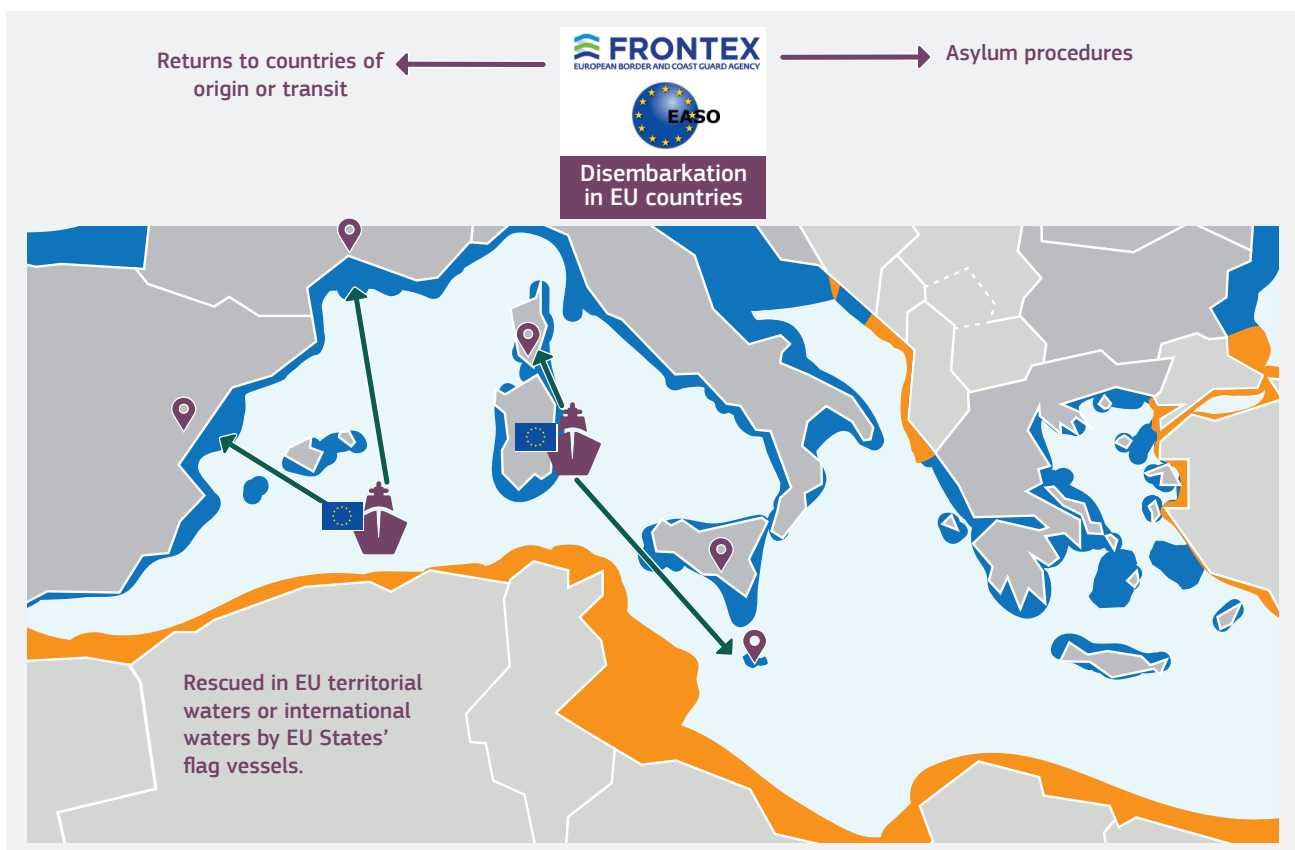 Returns to countries of
origin or transit
FRONTEX
EUROPEAN BORDER AND COAST GUARD AGENCY
EASO
Asylum procedures
Disembarkation
in EU countries
Rescued in EU territorial
waters or international
waters by EU States’
flag vessels.